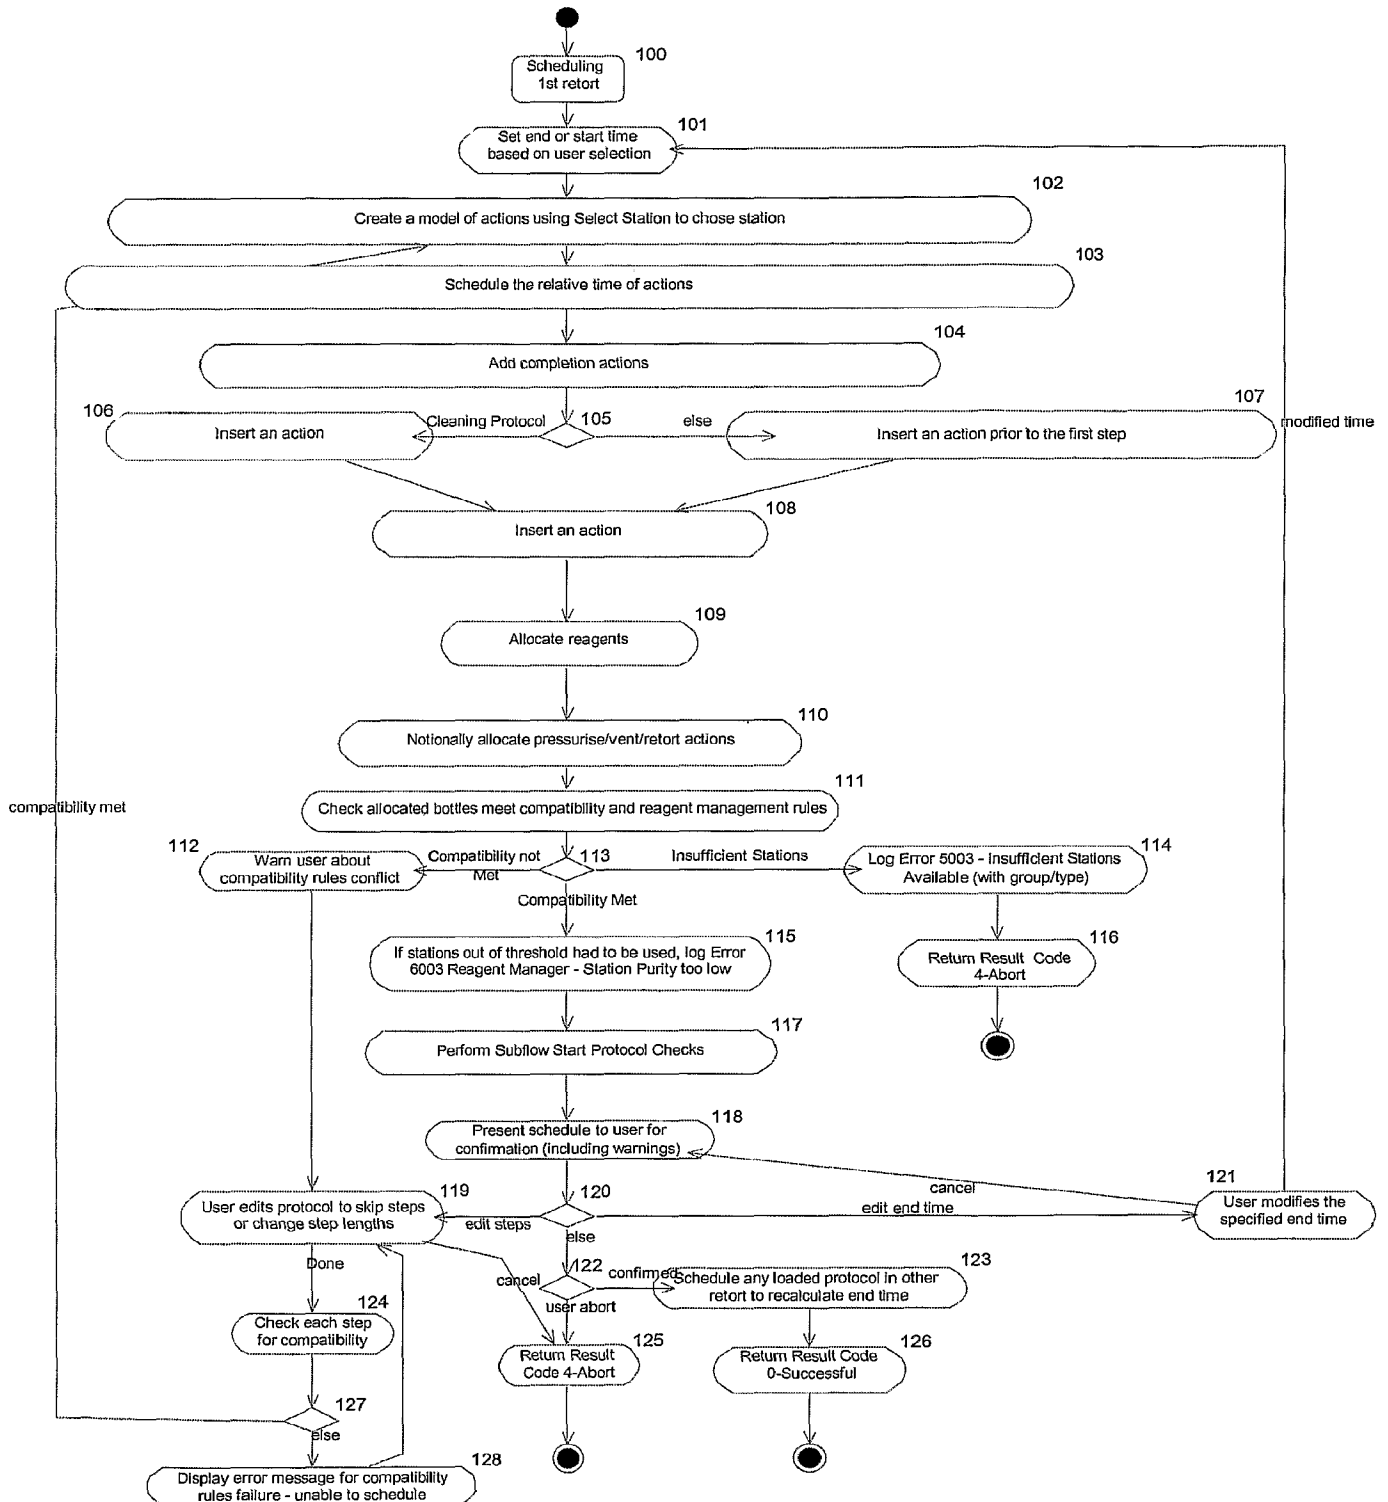 100
Scheduling
1st retort
101
Set end or start time
based on user selection
102
Create a model of actions using Select Station to chose station
103
Schedule the relative time of actions
104
Add completion actions
106
Insert an action
Cleaning Protocol
105
else
107
Insert an action prior to the first step
modified time
108
Insert an action
109
Allocate reagents
110
Notionally allocate pressurise/vent/retort actions
111
Check allocated bottles meet compatibility and reagent management rules
compatibility met
112
Warn user about
compatibility rules conflict
Compatibility not
Met
113
Insufficient Stations
Compatibility Met
114
Log Error 5003 - Insufficient Stations
Available (with group/type)
115
If stations out of threshold had to be used, log Error
6003 Reagent Manager - Station Purity too low
116
Return Result Code
4-Abort
117
Perform Subflow Start Protocol Checks
118
Present schedule to user for
confirmation (including warnings)
119
User edits protocol to skip steps
or change step lengths
edit steps
120
else
cancel
edit end time
121
User modifies the
specified end time
Done
cancel
122
confirmed
user abort
123
Schedule any loaded protocol in other
retort to recalculate end time
124
Check each step
for compatibility
125
Return Result
Code 4-Abort
126
Return Result Code
0-Successful
127
else
128
Display error message for compatibility
rules failure - unable to schedule